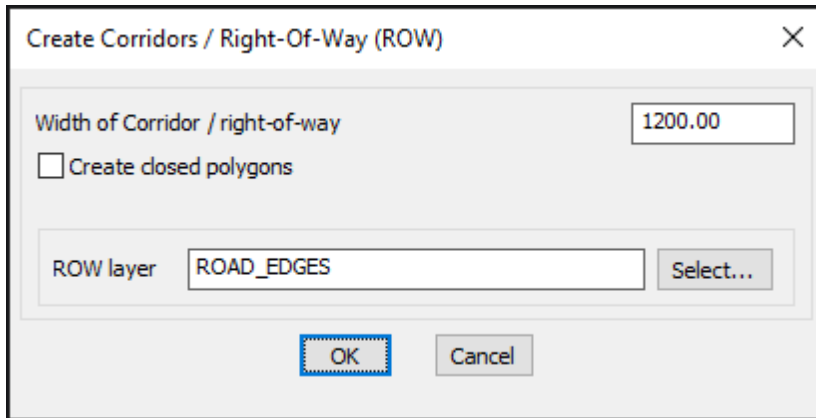 Create Corridors / Right-Of-Way (ROW)
Width of Corridor / right-of-way 1200.00
Create closed polygons
ROW layer ROAD_EDGES Select...
OK Cancel